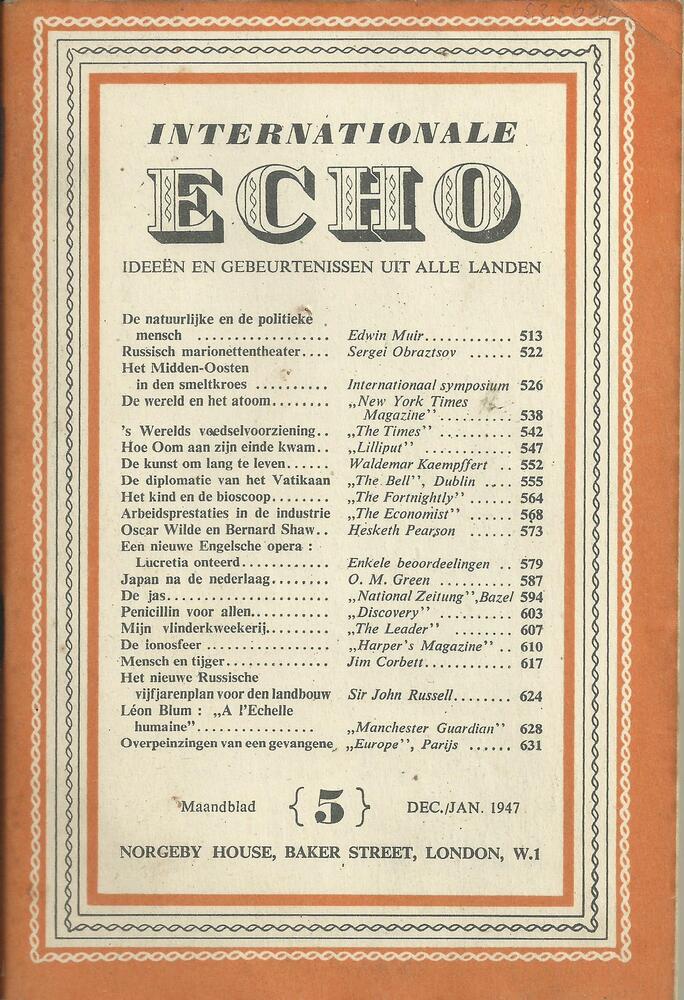 INTERNATIONALE
ECHO
IDEEËN EN GEBEURTENISSEN UIT ALLE LANDEN
De natuurlijke en de politieke
mensch .................. Edwin Muir............ 513
Russisch marionettentheater.... Sergei Obraztsov ...... 522
Het Midden-Oosten
in den smeltkroes .......... Internationaal symposium 526
De wereld en het atoom........ „New York Times
Magazine” .......... 538
's Werelds voedselvoorziening.. „The Times” .......... 542
Hoe Oom aan zijn einde kwam.. „Lilliput” .......... 547
De kunst om lang te leven...... Waldemar Kaempffert .. 552
De diplomatie van het Vatikaan „The Bell”, Dublin .... 555
Het kind en de bioscoop........ „The Fortnightly” ...... 564
Arbeidsprestaties in de industrie „The Economist” ...... 568
Oscar Wilde en Bernard Shaw.. Hesketh Pearson ...... 573
Een nieuwe Engelsche opera :
Lucretia onteerd............ Enkele beoordeelingen .. 579
Japan na de nederlaag........ O. M. Green .......... 587
De jas...................... „National Zeitung”,Bazel 594
Penicillin voor allen.......... „Discovery” .......... 603
Mijn vlinderkweekerij........ „The Leader” ........ 607
De ionosfeer ................ „Harper's Magazine” .. 610
Mensch en tijger.............. Jim Corbett............ 617
Het nieuwe Russische
vijfjarenplan voor den landbouw Sir John Russell........ 624
Léon Blum : „A l'Echelle
humaine”................ „Manchester Guardian” 628
Overpeinzingen van een gevangene „Europe”, Parijs ...... 631
Maandblad {5} DEC./JAN. 1947
NORGEBY HOUSE, BAKER STREET, LONDON, W.1